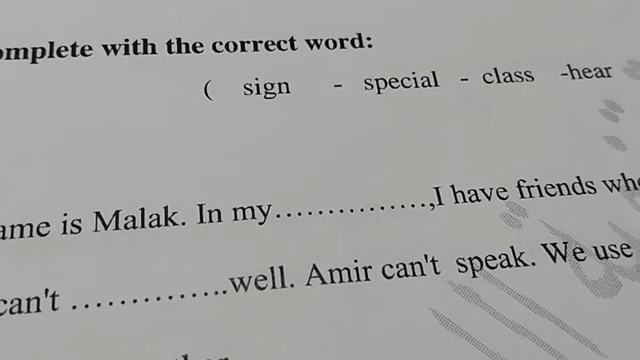 omplete with the correct word:
( sign - special - class -hear
ame is Malak. In my...............,I have friends who
can't ..............well. Amir can't speak. We use